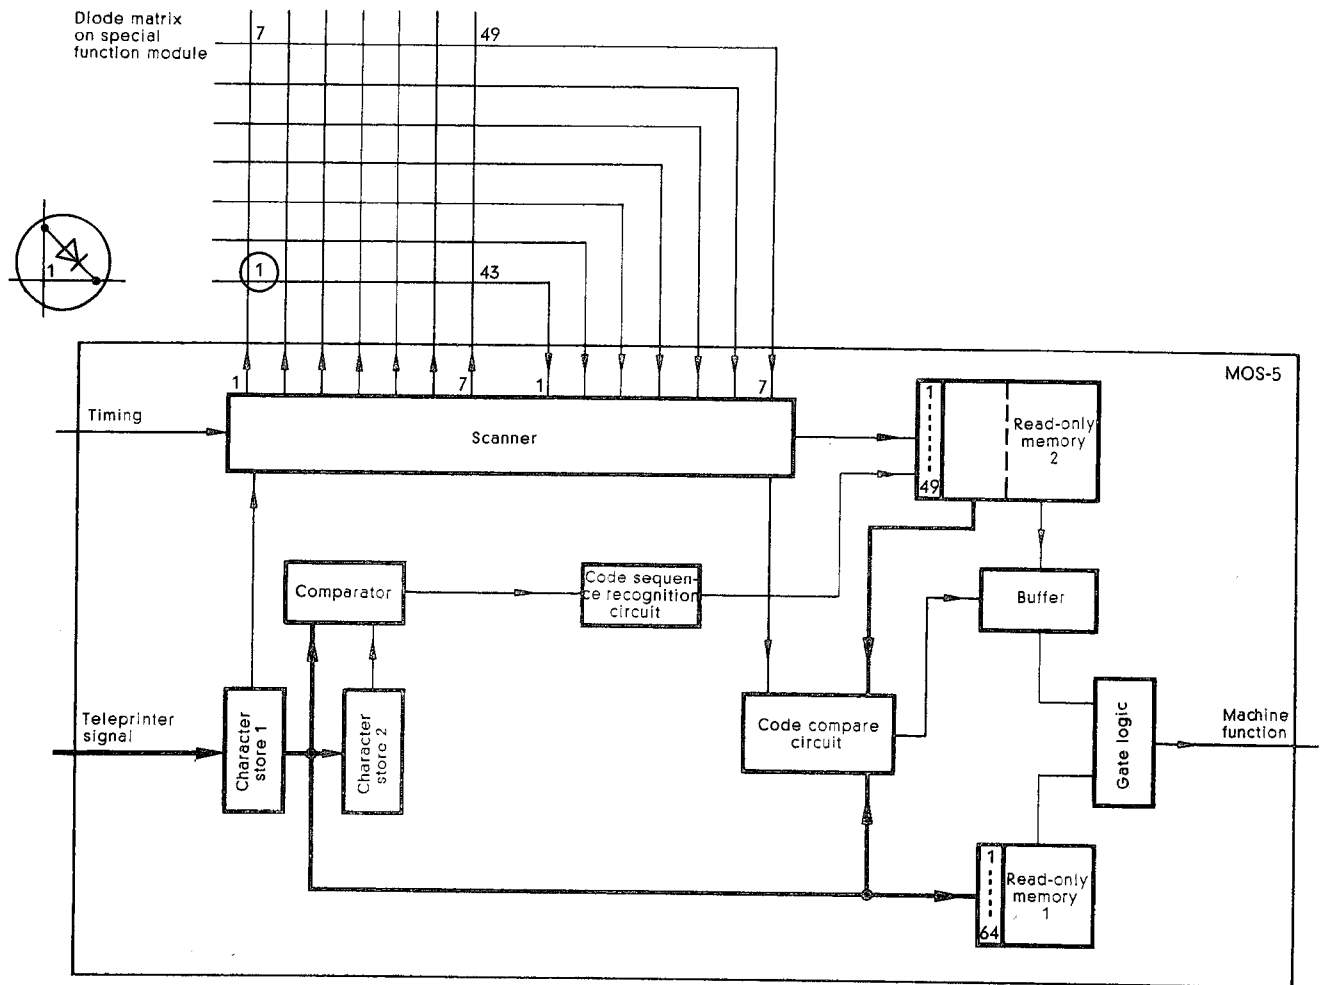 Diode matrix
on special
function module
7
49
1
1
43
1
7
1
7
MOS-5
Timing
Scanner
1
49
Read-only
memory
2
Comparator
Code sequen-
ce recognition
circuit
Buffer
Teleprinter
signal
Character
store 1
Character
store 2
Code compare
circuit
Gate logic
Machine
function
1
64
Read-only
memory
1